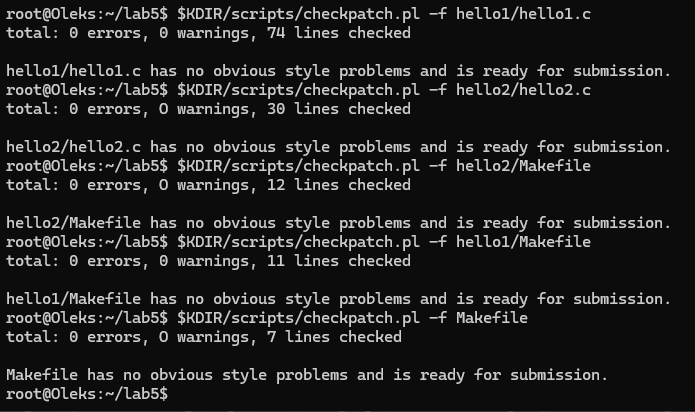 root@Oleks:~/lab5$ $KDIR/scripts/checkpatch.pl -f hello1/hello1.c
total: 0 errors, 0 warnings, 74 lines checked

hello1/hello1.c has no obvious style problems and is ready for submission.
root@Oleks:~/lab5$ $KDIR/scripts/checkpatch.pl -f hello2/hello2.c
total: 0 errors, 0 warnings, 30 lines checked

hello2/hello2.c has no obvious style problems and is ready for submission.
root@Oleks:~/lab5$ $KDIR/scripts/checkpatch.pl -f hello2/Makefile
total: 0 errors, 0 warnings, 12 lines checked

hello2/Makefile has no obvious style problems and is ready for submission.
root@Oleks:~/lab5$ $KDIR/scripts/checkpatch.pl -f hello1/Makefile
total: 0 errors, 0 warnings, 11 lines checked

hello1/Makefile has no obvious style problems and is ready for submission.
root@Oleks:~/lab5$ $KDIR/scripts/checkpatch.pl -f Makefile
total: 0 errors, 0 warnings, 7 lines checked

Makefile has no obvious style problems and is ready for submission.
root@Oleks:~/lab5$